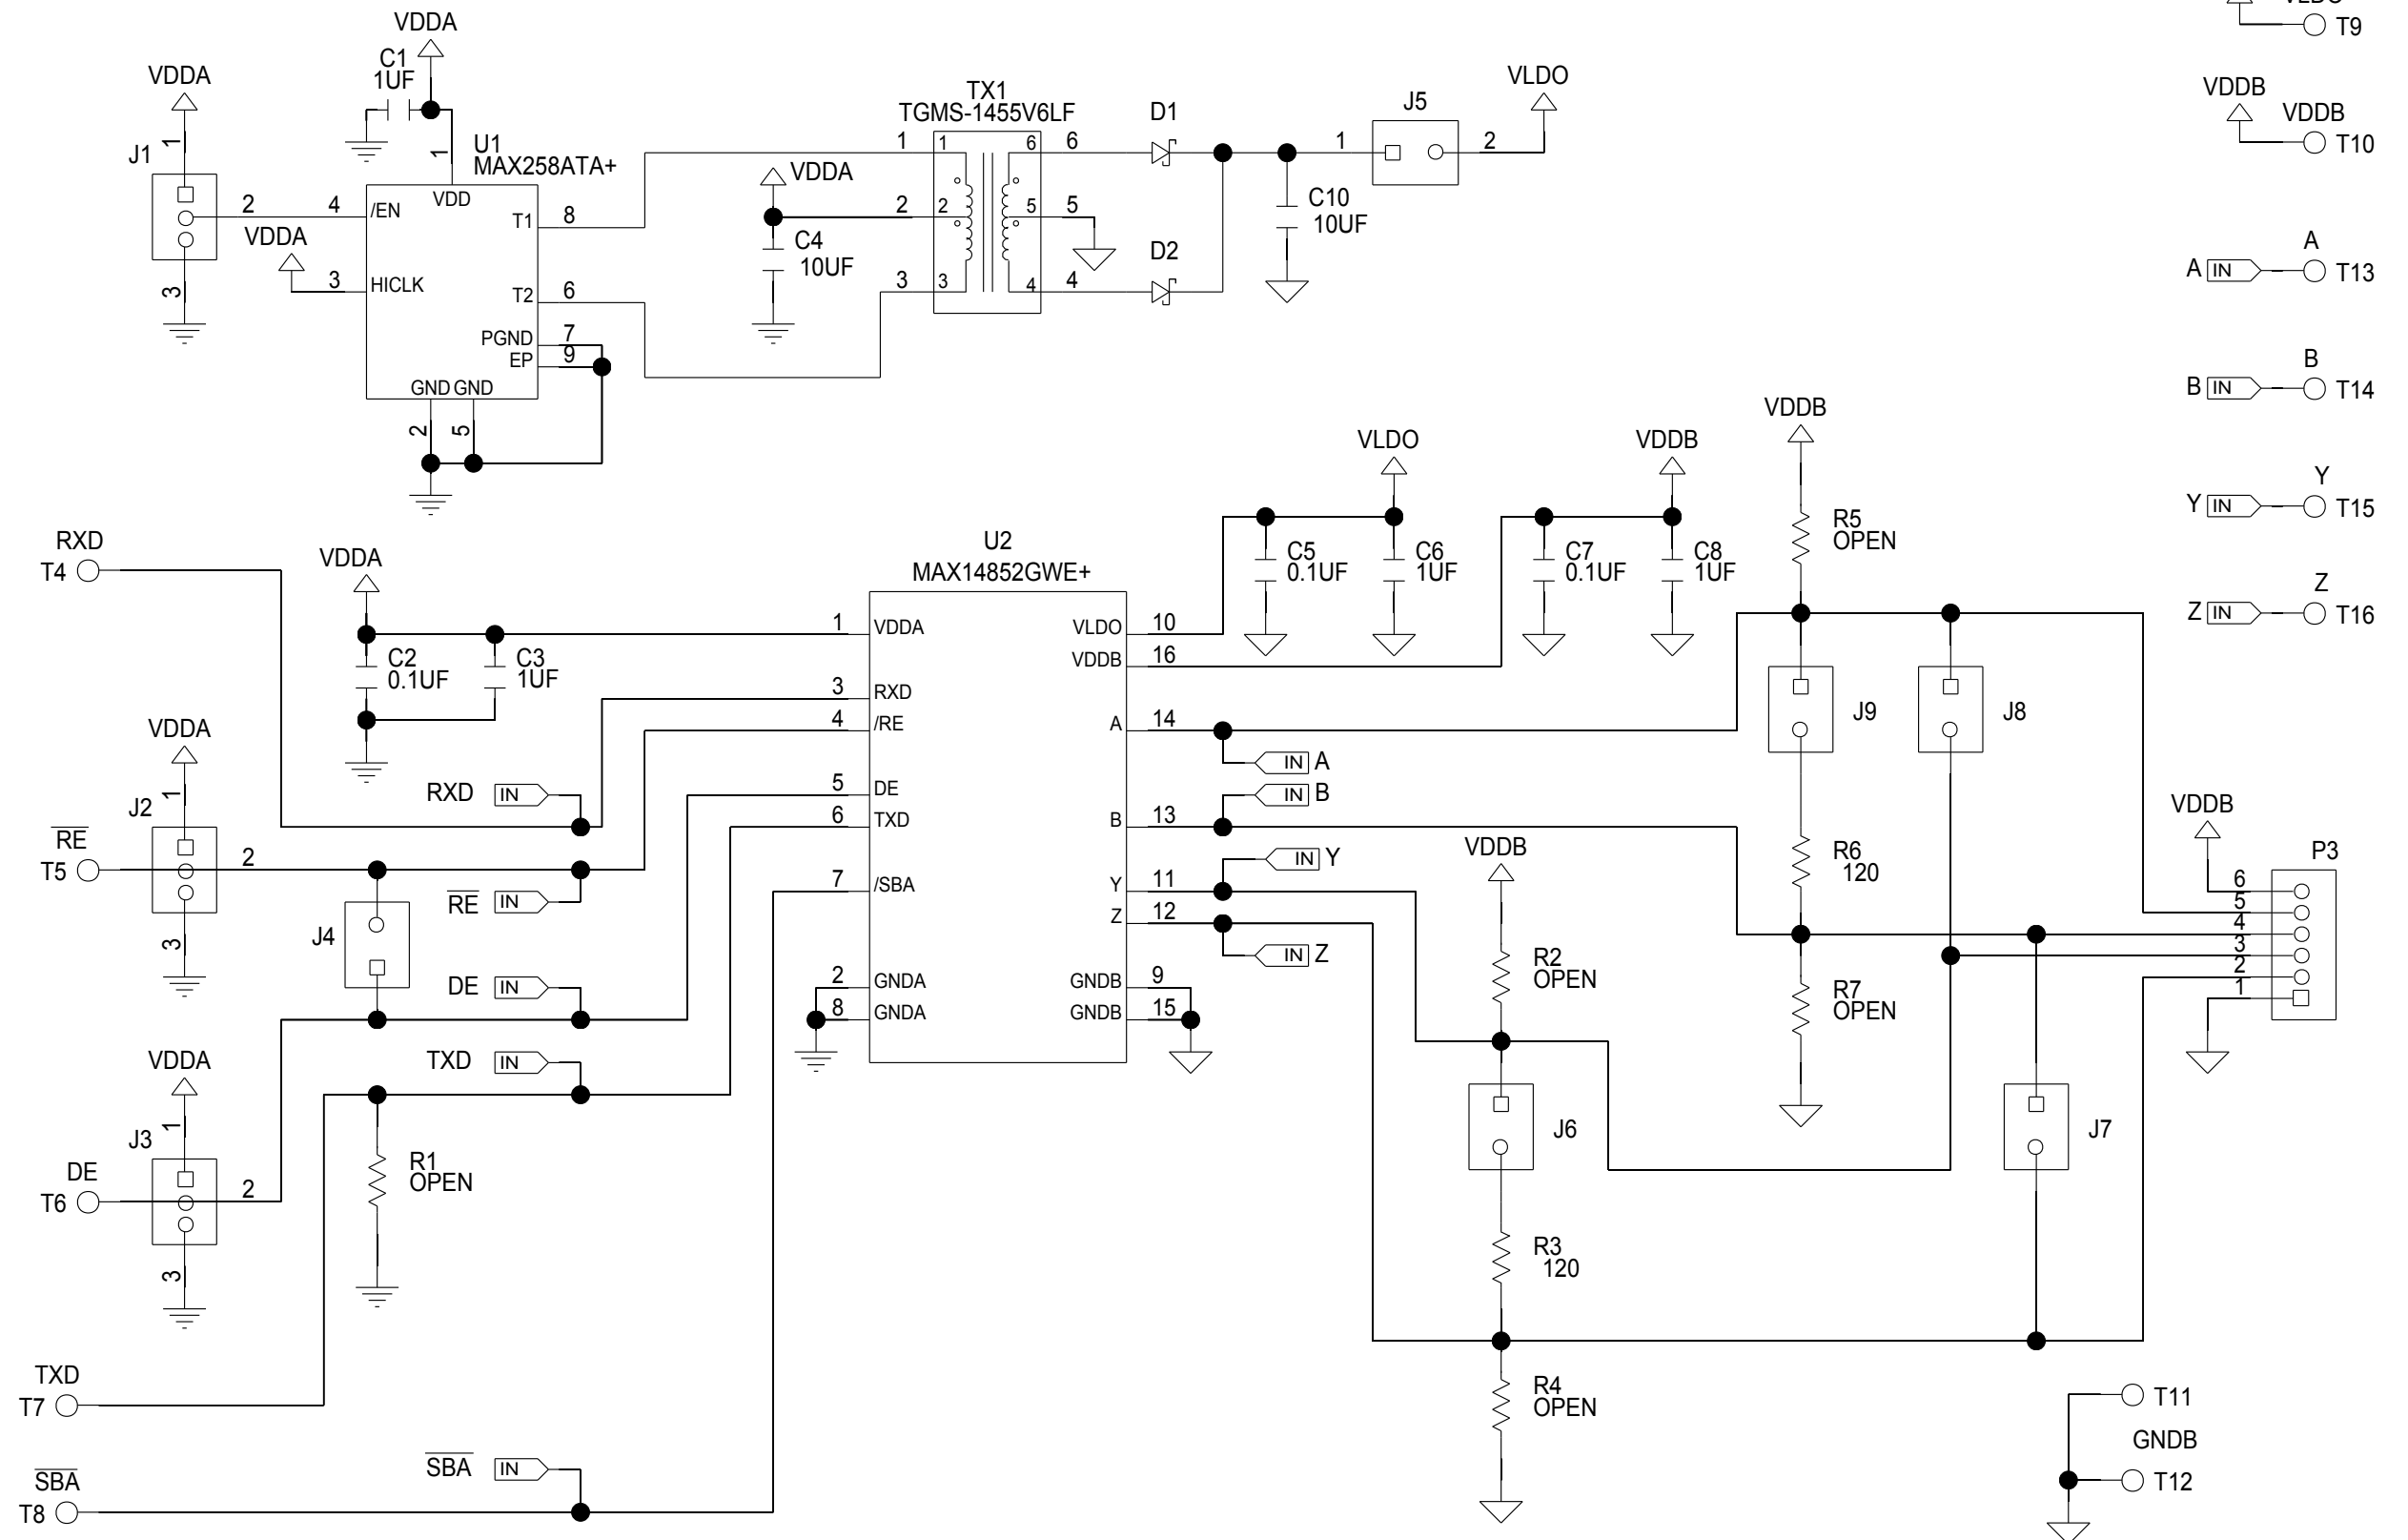 VDDA
C1
1UF
VDDA
1
J1
2
3
VDDA
1
U1
MAX258ATA+
VDD
4
/EN
3
HICLK
T1
8
T2
6
PGND
7
EP
9
GND
GND
2
5
VDDA
C4
10UF
TX1
TGMS-1455V6LF
1
1
2
2
3
3
6
6
5
5
4
4
D1
D2
C10
10UF
1
J5
2
VLDO
T9
VDDB
VDDB
T10
A
A
IN
T13
B
B
IN
T14
Y
Y
IN
T15
Z
Z
IN
T16
RXD
T4
VDDA
C2
0.1UF
C3
1UF
RXD
IN
VDDA
1
J2
RE
T5
2
3
J4
RE
IN
DE
IN
TXD
IN
VDDA
1
J3
DE
T6
2
3
R1
OPEN
TXD
T7
SBA
T8
SBA
IN
U2
MAX14852GWE+
1
VDDA
3
RXD
4
/RE
5
DE
6
TXD
7
/SBA
2
GNDA
8
GNDA
VLDO
10
VDDB
16
A
14
B
13
Y
11
Z
12
GNDB
9
GNDB
15
VLDO
C5
0.1UF
C6
1UF
VDDB
C7
0.1UF
C8
1UF
IN
A
IN
B
IN
Y
IN
Z
VDDB
R2
OPEN
J6
R3
120
R4
OPEN
VDDB
R5
OPEN
J9
J8
R6
120
R7
OPEN
J7
VDDB
P3
6
5
4
3
2
1
T11
GNDB
T12